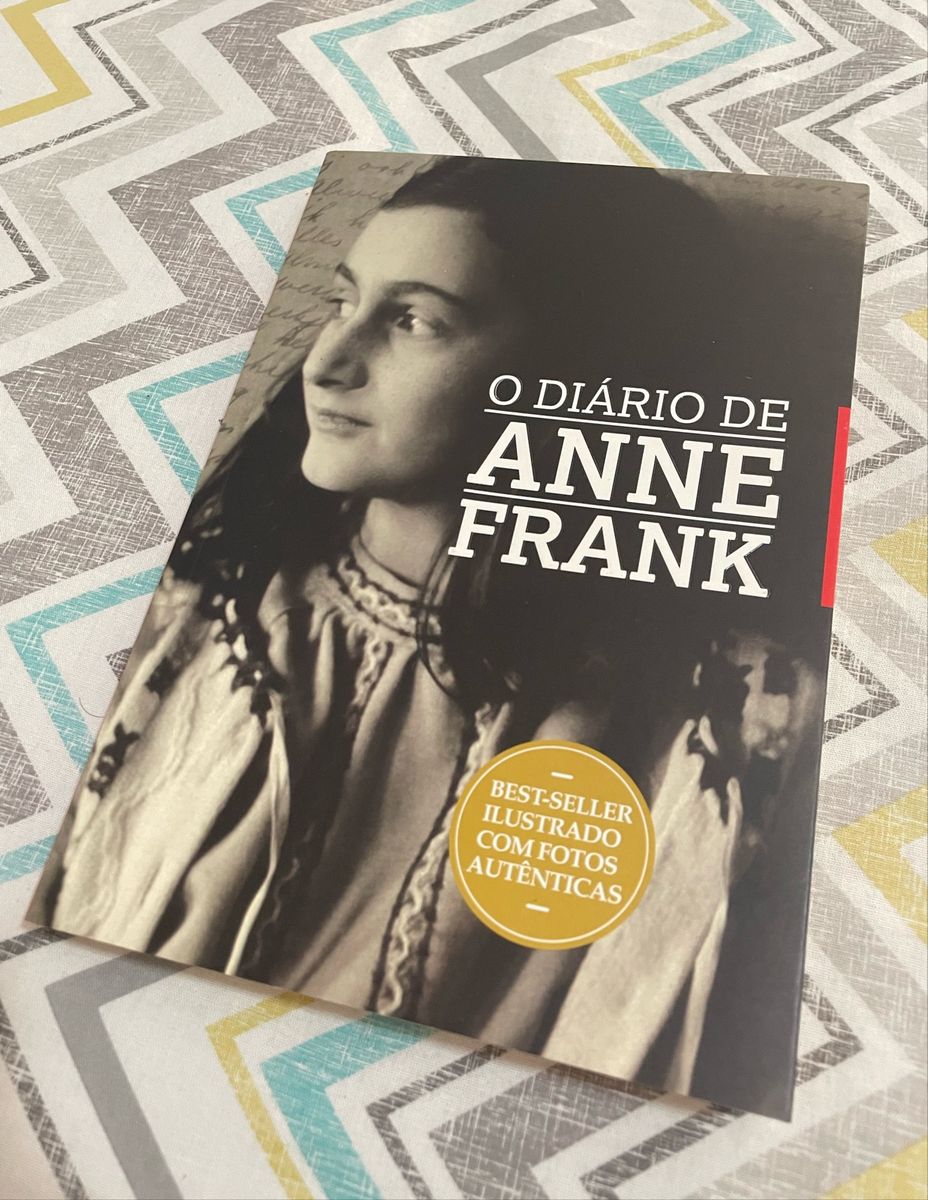 O DIÁRIO DE
ANNE
FRANK
BEST-SELLER
ILUSTRADO
COM FOTOS
AUTÊNTICAS